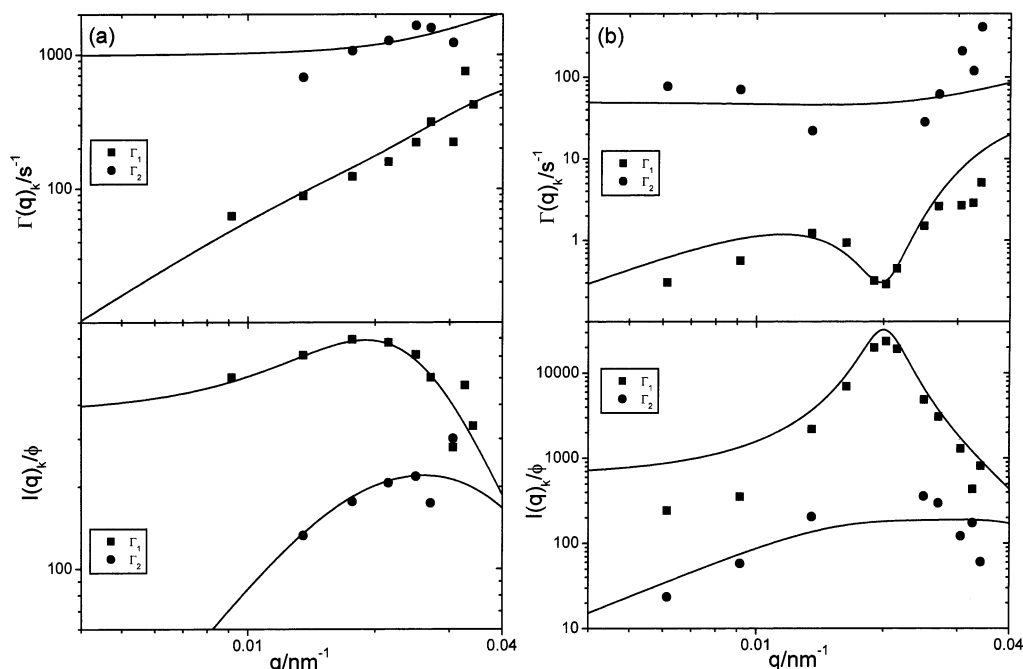 (a)
1000
Γ(q)ₖ/s⁻¹
100
■ Γ₁
● Γ₂
I(q)ₖ/ϕ
■ Γ₁
● Γ₂
100
0.01
0.04
q/nm⁻¹
(b)
100
Γ(q)ₖ/s⁻¹
10
1
■ Γ₁
● Γ₂
10000
■ Γ₁
● Γ₂
1000
I(q)ₖ/ϕ
100
10
0.01
0.04
q/nm⁻¹